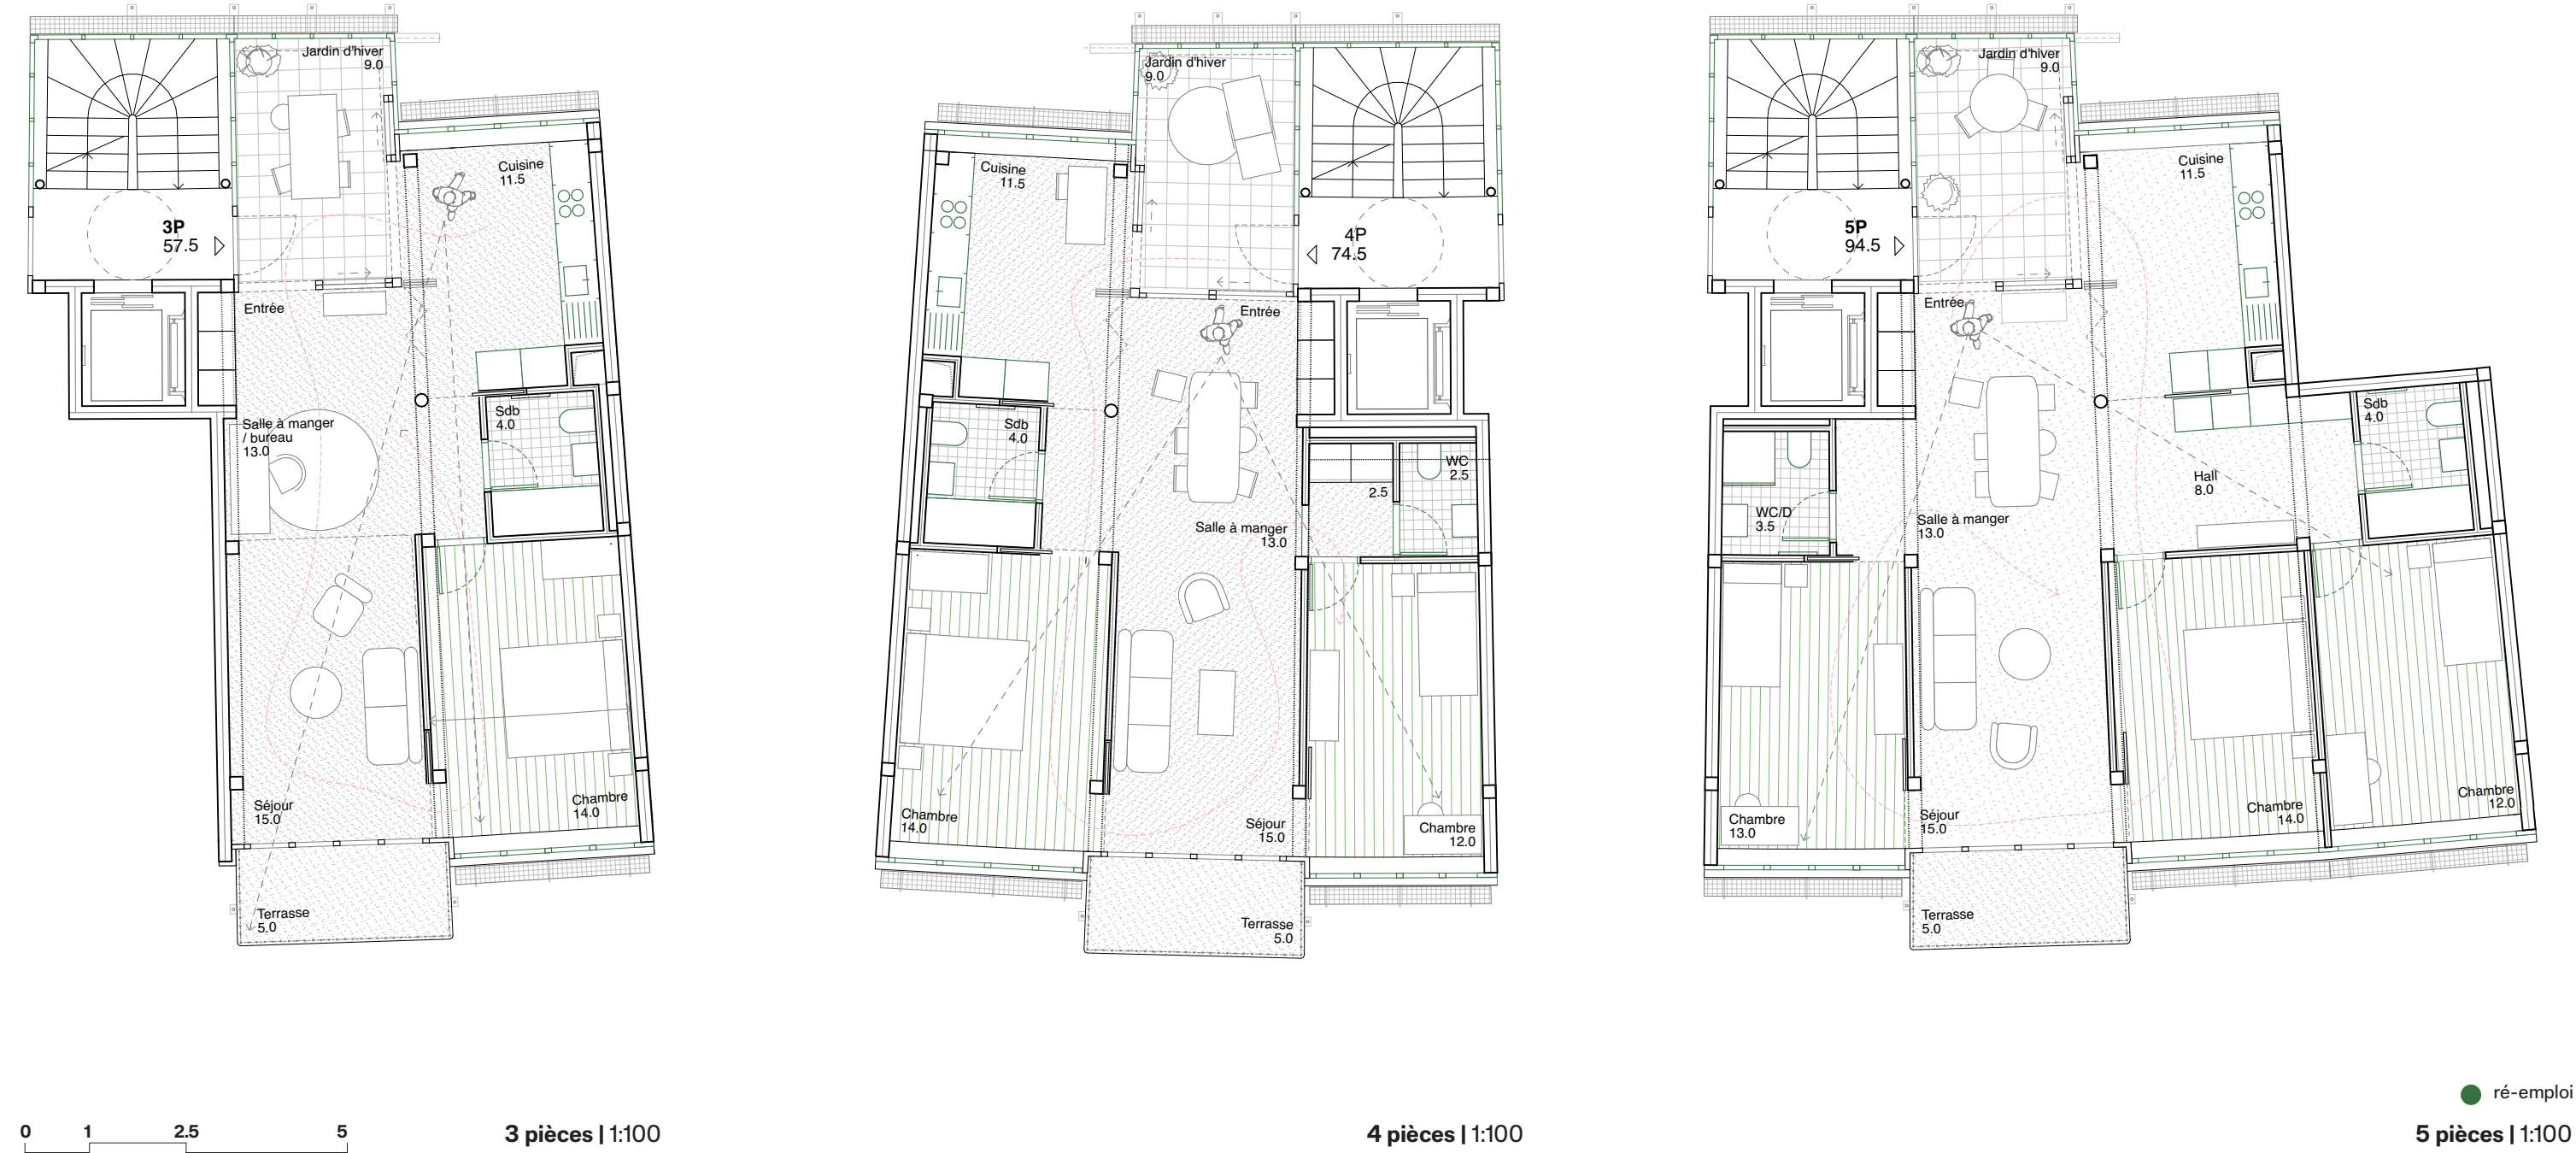 Jardin d'hiver
9.0
Cuisine
11.5
3P
57.5
Entrée
Sdb
4.0
Salle à manger
/ bureau
13.0
Séjour
15.0
Chambre
14.0
Terrasse
5.0
0 1 2.5 5
3 pièces | 1:100
Jardin d'hiver
9.0
Cuisine
11.5
4P
74.5
Entrée
Sdb
4.0
WC
2.5
2.5
Salle à manger
13.0
Chambre
14.0
Séjour
15.0
Chambre
12.0
Terrasse
5.0
4 pièces | 1:100
Jardin d'hiver
9.0
Cuisine
11.5
5P
94.5
Entrée
Sdb
4.0
Hall
8.0
WC/D
3.5
Salle à manger
13.0
Chambre
13.0
Séjour
15.0
Chambre
14.0
Chambre
12.0
Terrasse
5.0
ré-emploi
5 pièces | 1:100